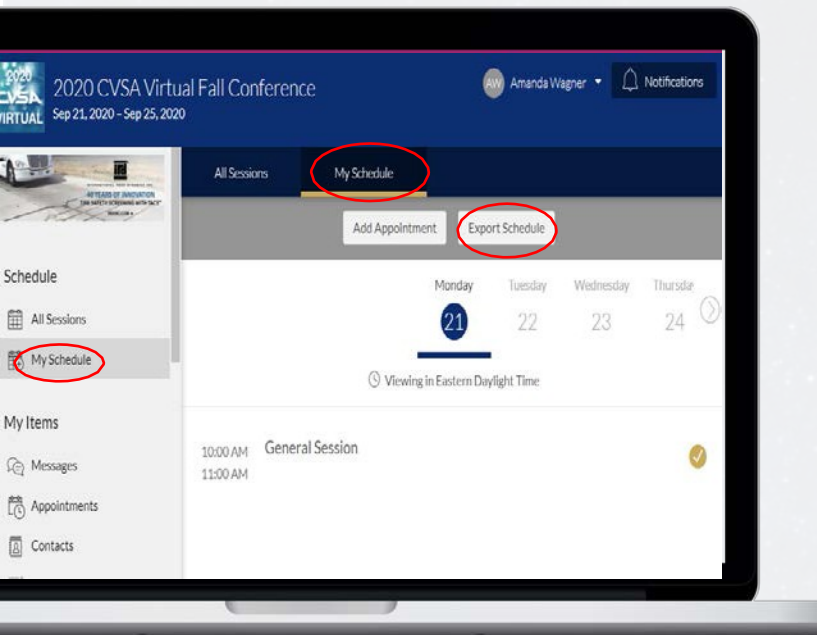 2020
CVSA
VIRTUAL
2020 CVSA Virtual Fall Conference
Sep 21, 2020 - Sep 25, 2020
AW
Amanda Wagner
Notifications
40 YEARS OF INNOVATION
All Sessions
My Schedule
Add Appointment
Export Schedule
Schedule
All Sessions
My Schedule
My Items
Messages
Appointments
Contacts
Monday
Tuesday
Wednesday
Thursda
21
22
23
24
Viewing in Eastern Daylight Time
10:00 AM
General Session
11:00 AM